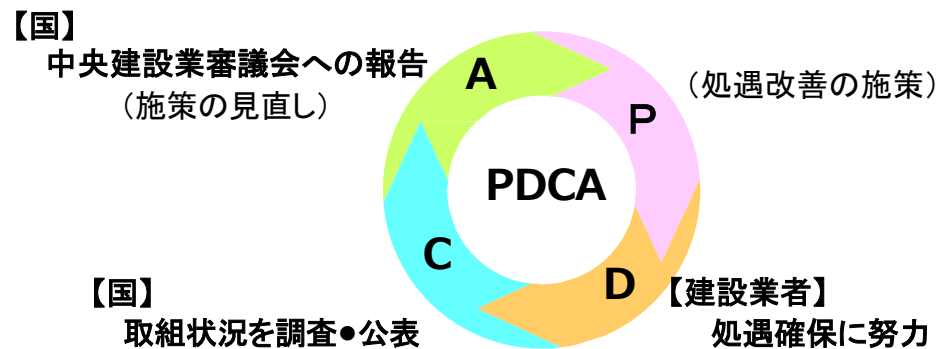 【国】
中央建設業審議会への報告
（施策の見直し）
A
P
（処遇改善の施策）
PDCA
C
D
【国】
取組状況を調査●公表
【建設業者】
処遇確保に努力